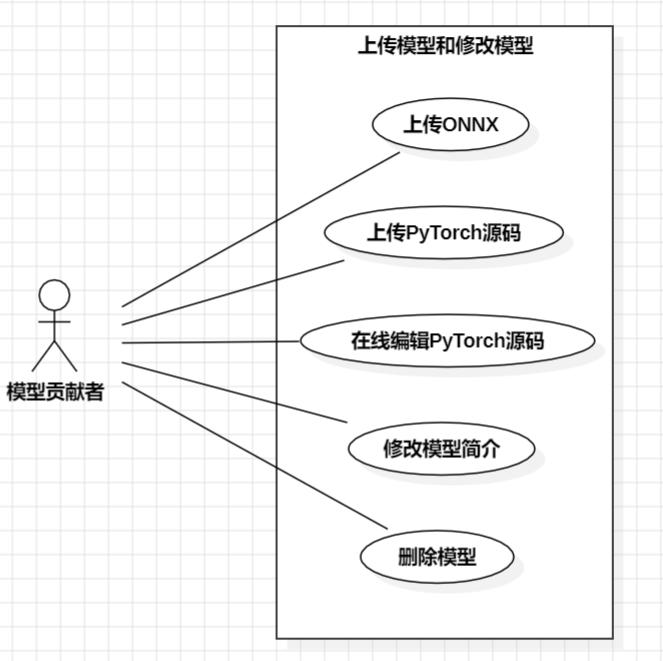 上传模型和修改模型
上传ONNX
上传PyTorch源码
在线编辑PyTorch源码
模型贡献者
修改模型简介
删除模型